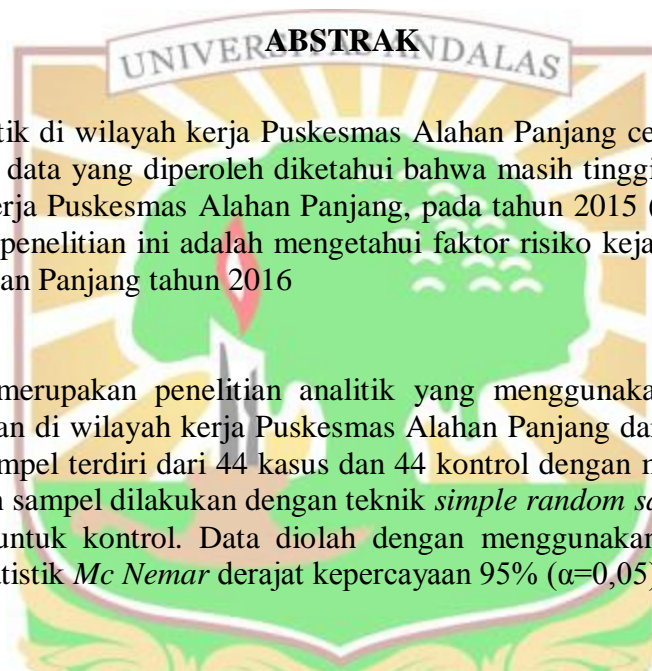 ABSTRAK
UNIVERSITAS ANDALAS
tik di wilayah kerja Puskesmas Alahan Panjang ce
data yang diperoleh diketahui bahwa masih tinggi
erja Puskesmas Alahan Panjang, pada tahun 2015 (
penelitian ini adalah mengetahui faktor risiko keja
an Panjang tahun 2016
merupakan penelitian analitik yang menggunaka
an di wilayah kerja Puskesmas Alahan Panjang da
mpel terdiri dari 44 kasus dan 44 kontrol dengan
n sampel dilakukan dengan teknik simple random sa
untuk kontrol. Data diolah dengan menggunakan
atistik Mc Nemar derajat kepercayaan 95% (α=0,05)